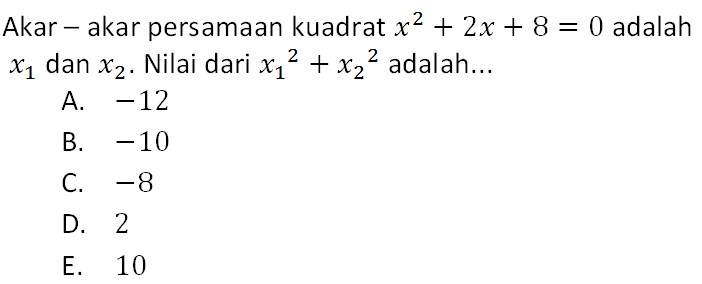 Akar – akar persamaan kuadrat x² + 2x + 8 = 0 adalah
x₁ dan x₂. Nilai dari x₁² + x₂² adalah...
A. −12
B. −10
C. −8
D. 2
E. 10